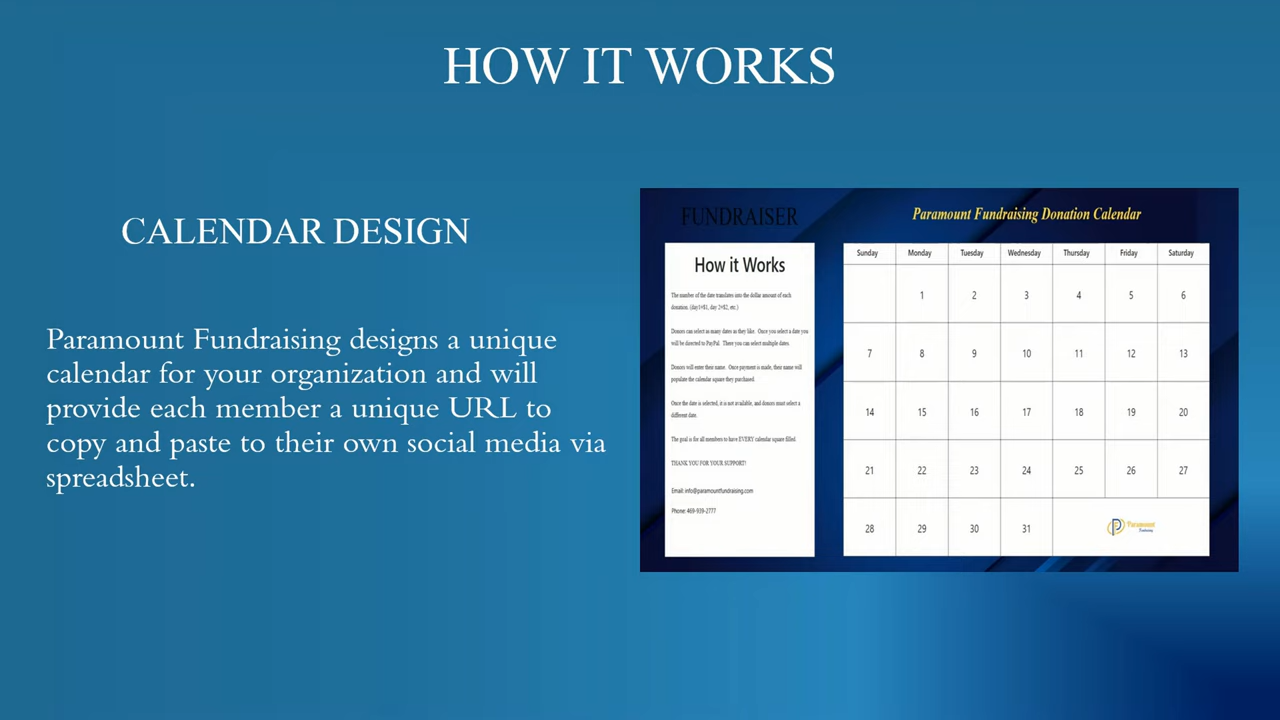 HOW IT WORKS
CALENDAR DESIGN
Paramount Fundraising designs a unique
calendar for your organization and will
provide each member a unique URL to
copy and paste to their own social media via
spreadsheet.
FUNDRAISER
How it Works
The number of the date translates into the dollar amount of each
donation. (day1=$1, day 2=$2, etc.)
Donors can select as many dates as they like. Once you select a date you
will be directed to PayPal. There you can select multiple dates.
Donors will enter their name. Once payment is made, their name will
populate the calendar square they purchased.
Once the date is selected, it is not available, and donors must select a
different date.
The goal is for all members to have EVERY calendar square filled.
THANK YOU FOR YOUR SUPPORT!
Email: info@paramountfundraising.com
Phone: 469-939-2777
Paramount Fundraising Donation Calendar
Sunday Monday Tuesday Wednesday Thursday Friday Saturday
1 2 3 4 5 6
7 8 9 10 11 12 13
14 15 16 17 18 19 20
21 22 23 24 25 26 27
28 29 30 31
Paramount
Fundraising